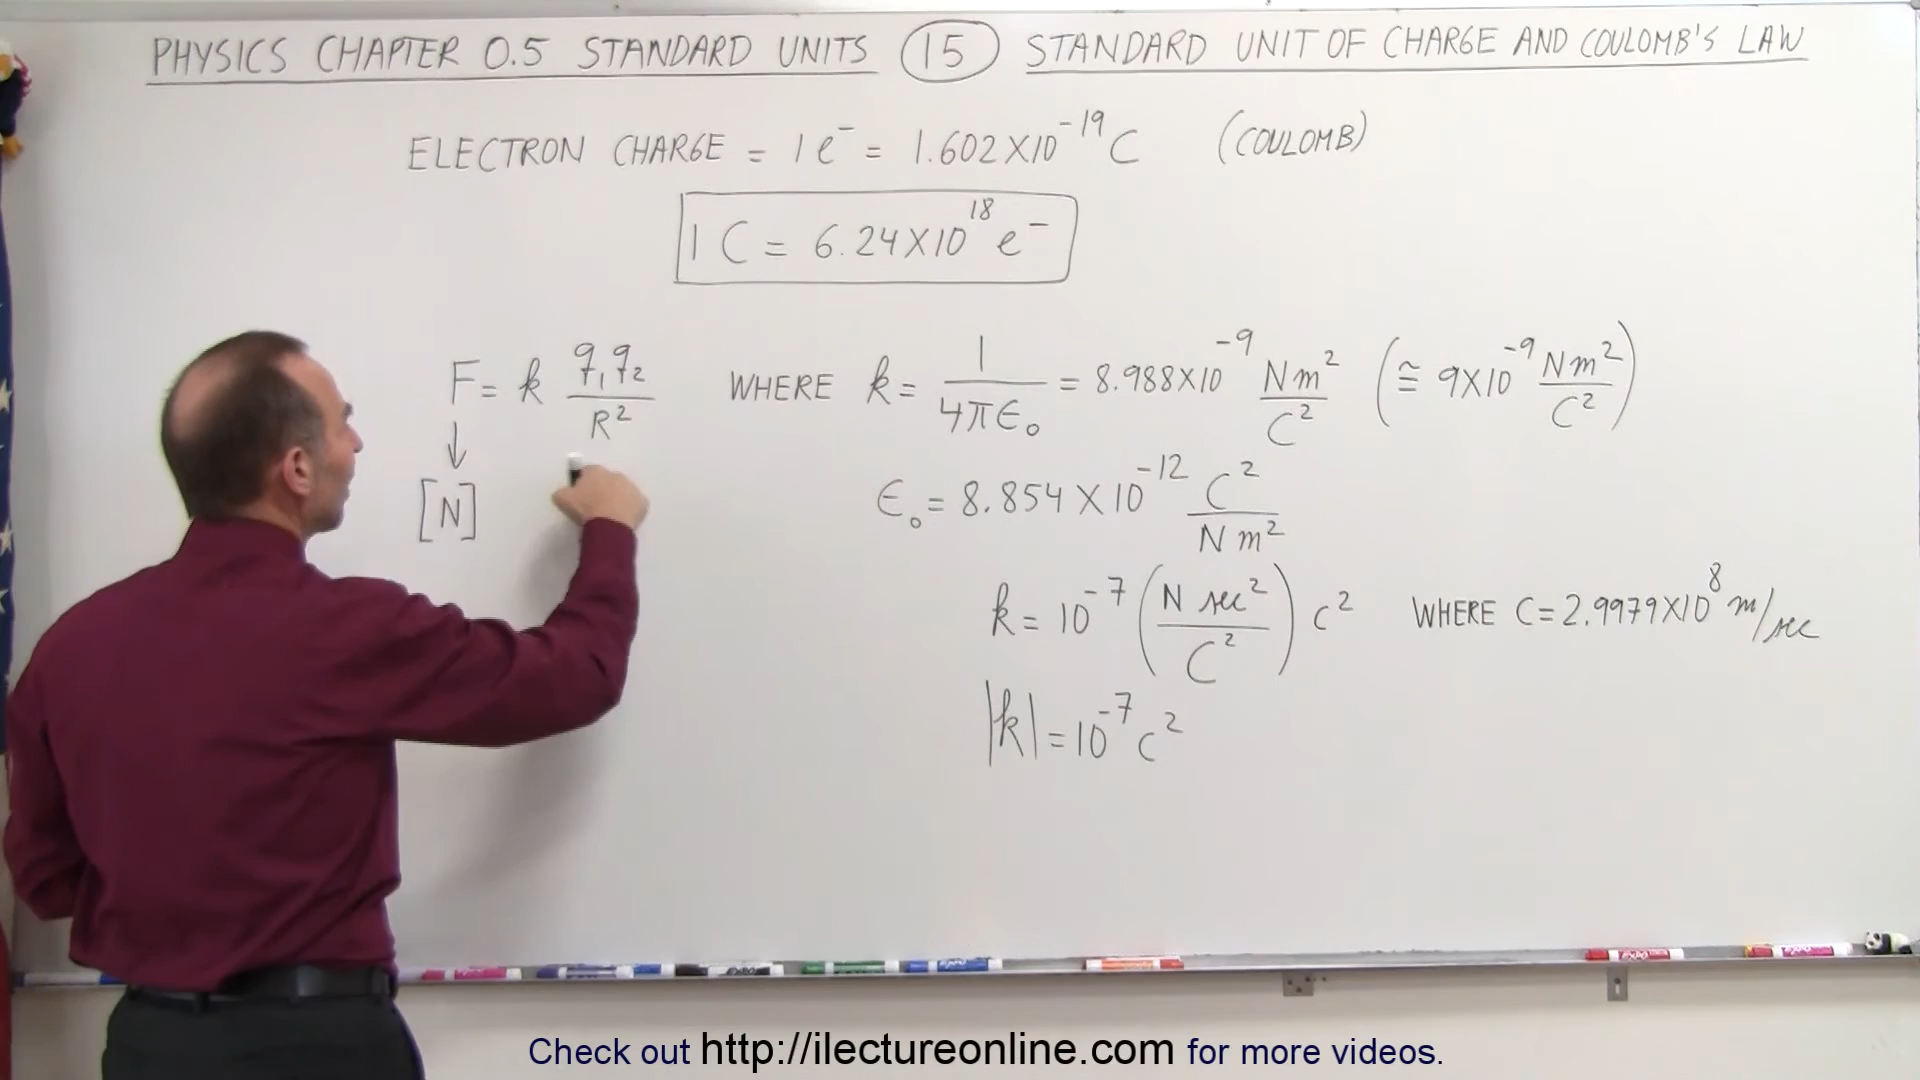 PHYSICS CHAPTER 0.5 STANDARD UNITS (15) STANDARD UNIT OF CHARGE AND COULOMB'S LAW
ELECTRON CHARGE = 1 e⁻ = 1.602×10⁻¹⁹ C (COULOMB)
1 C = 6.24×10¹⁸ e⁻
F = k q₁q₂/R² WHERE k = 1/4πϵ₀ = 8.988×10⁻⁹ Nm²/C² (≅ 9×10⁻⁹ Nm²/C²)
↓
[N]
ϵ₀ = 8.854×10⁻¹² C²/Nm²
k = 10⁻⁷ (N sec²/C²) c² WHERE C = 2.9979×10⁸ m/sec
|k| = 10⁻⁷ c²
Check out http://ilectureonline.com for more videos.